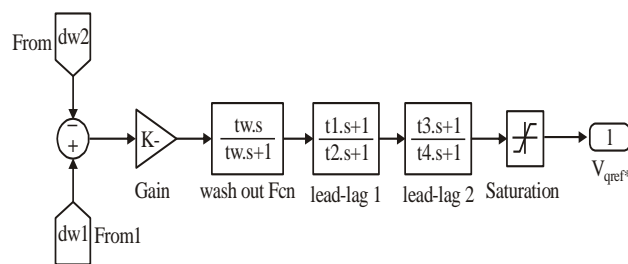 From
dw2
−
+
K-
Gain
tw.s
tw.s+1
wash out Fcn
t1.s+1
t2.s+1
lead-lag 1
t3.s+1
t4.s+1
lead-lag 2
Saturation
1
Vqref*
dw1
From1